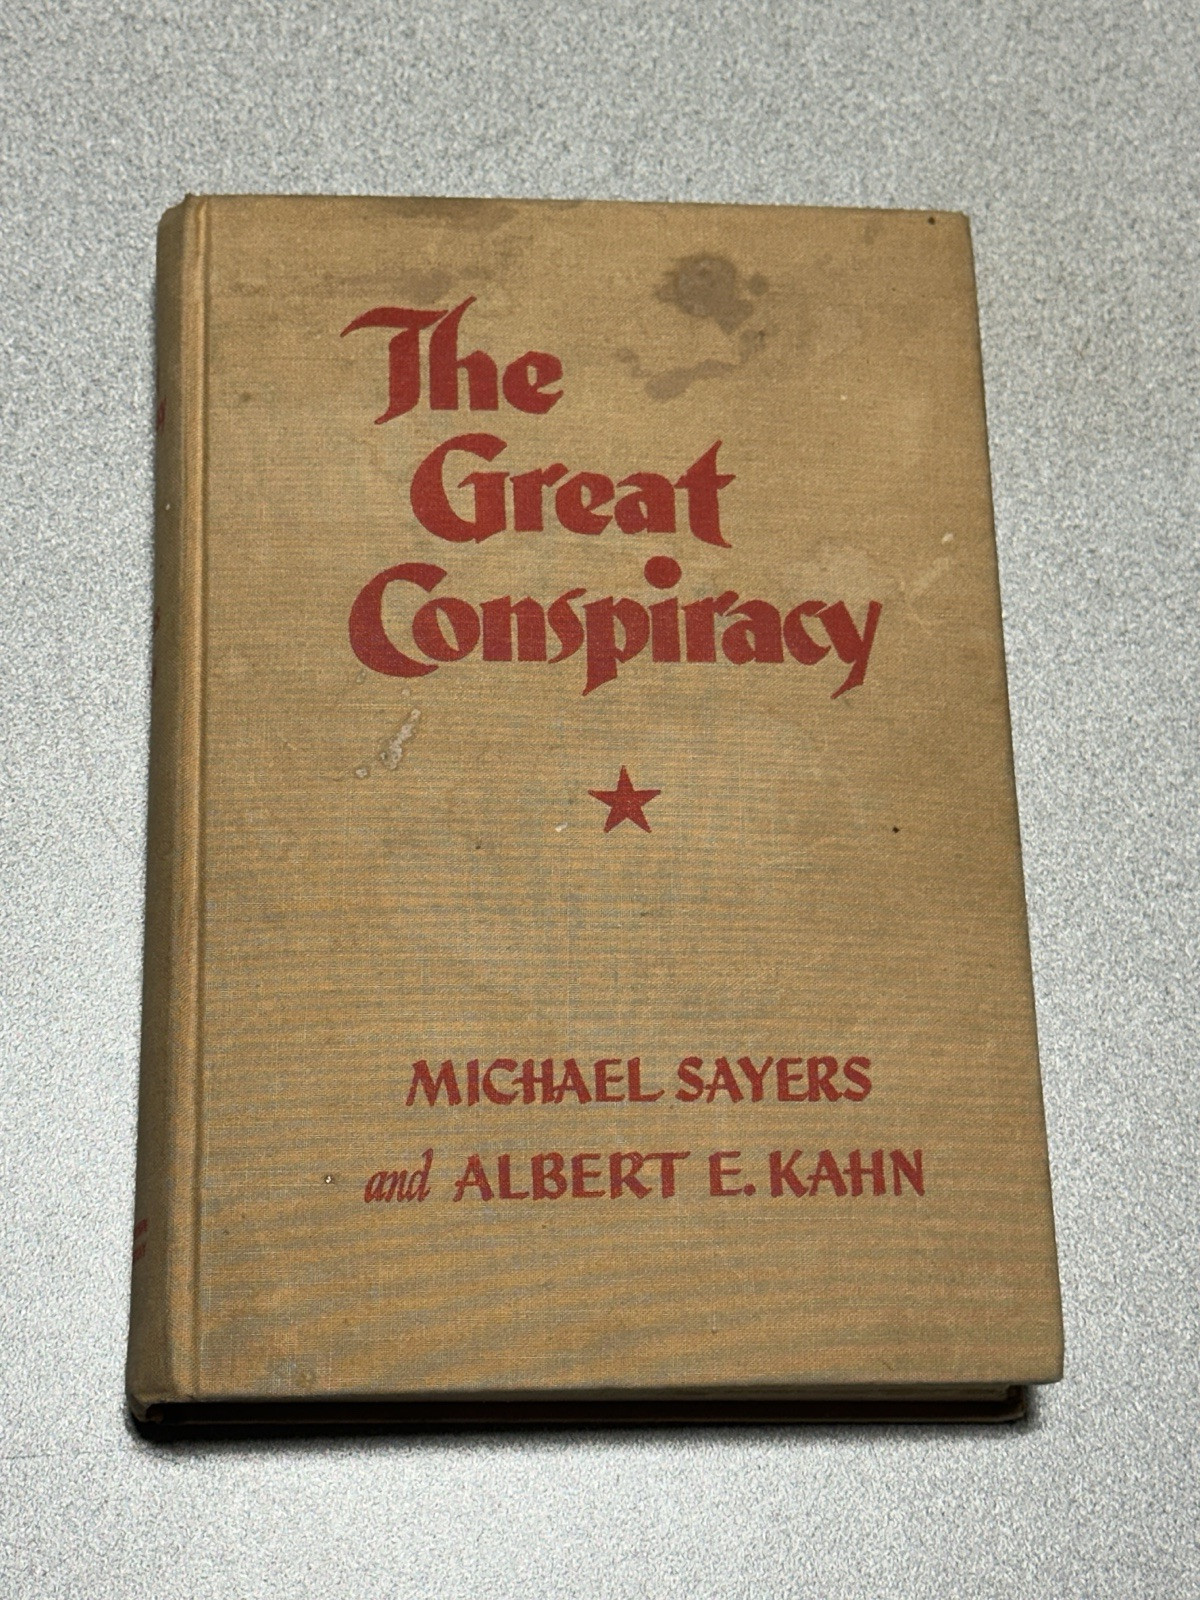 The
Great
Conspiracy
MICHAEL SAYERS
and ALBERT E. KAHN